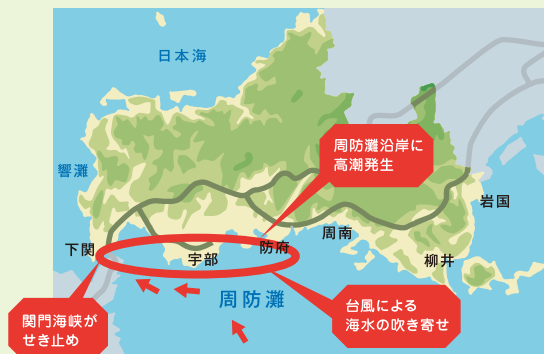 日本海
周防灘沿岸に
高潮発生
響灘
岩国
下関
宇部
防府
周南
柳井
周防灘
関門海峡が
せき止め
台風による
海水の吹き寄せ